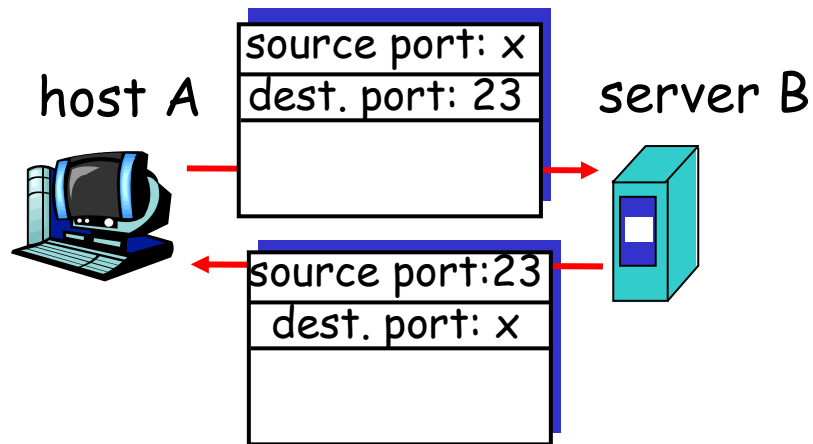 source port: x
host A
dest. port: 23
server B
source port:23
dest. port: x